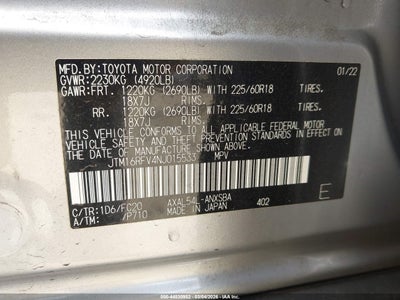 MFD.BY: TOYOTA MOTOR CORPORATION 01/22
GVWR: 2230KG (4920LB)
GAWR: FRT. 1220KG (2690LB) WITH 225/60R18 TIRES.
18X7J RIMS.
RR. 1220KG (2690LB) WITH 225/60R18 TIRES.
18X7J RIMS.
THIS VEHICLE CONFORMS TO ALL APPLICABLE FEDERAL MOTOR
VEHICLE SAFETY AND THEFT PREVENTION STANDARDS IN EFFECT
ON THE DATE OF MANUFACTURE SHOWN ABOVE.
JTM16RFV4NJ015533 MPV
C/TR: 1D6/FC20 AXAL54L-ANXSBA
A/TM: /P710 MADE IN JAPAN 402
E